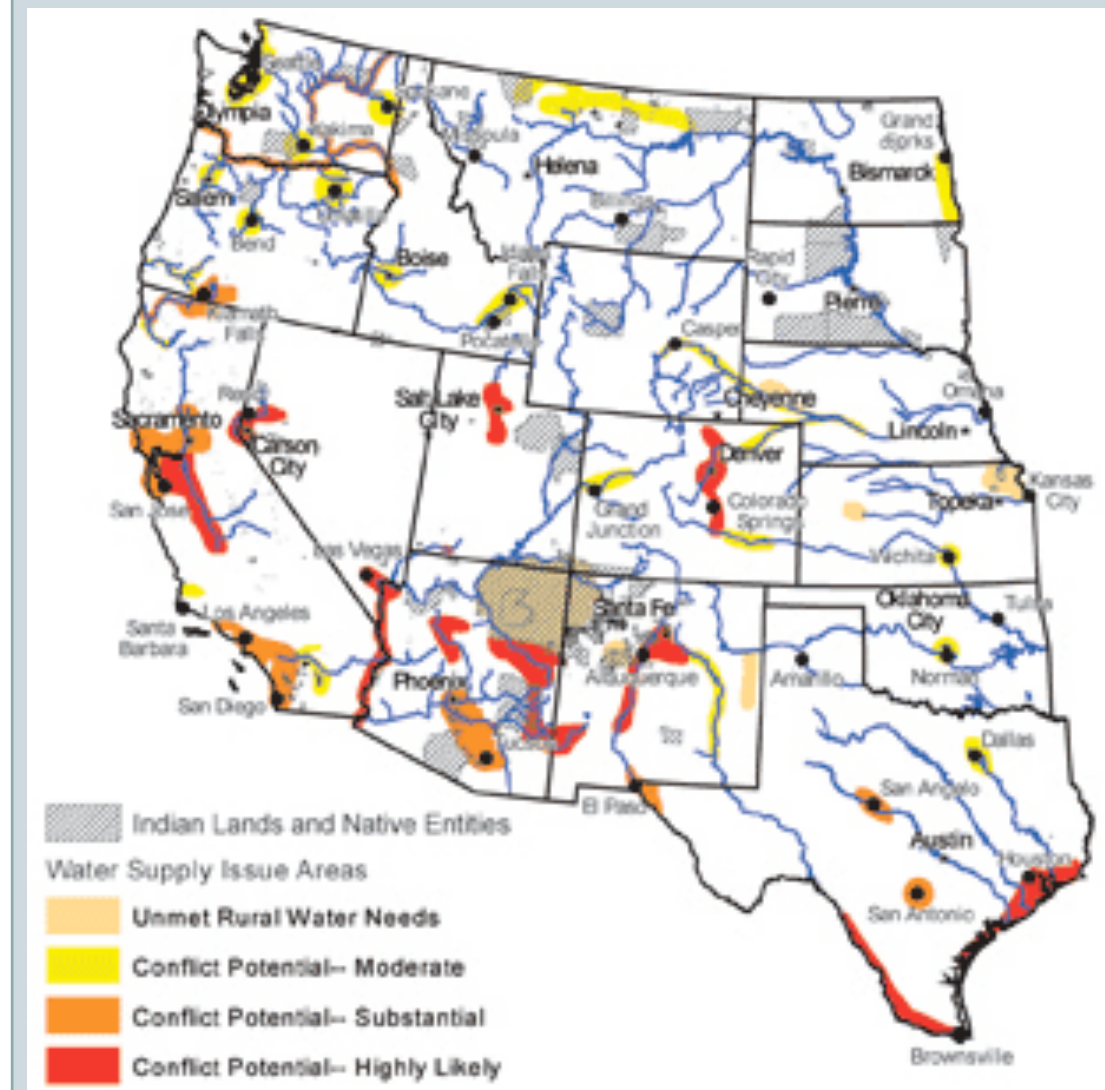 Seattle
Olympia
Spokane
Yakima
Missoula
Helena
Grand
djorks
Bismarck
Salem
Bend
Billings
Boise
Idaho
Falls
Rapid
City
Pierre
Klamath
Falls
Pocatello
Casper
Reno
Salt Lake
City
Cheyenne
Omaha
Lincoln
Sacramento
Carson
City
Denver
Grand
Junction
Colorado
Springs
Topeka
Kansas
City
San Jose
Las Vegas
Wichita
Los Angeles
Santa
Barbara
Santa Fe
Oklahoma
City
Tulsa
Phoenix
Albuquerque
Amarillo
Norman
San Diego
Tucson
Dallas
El Paso
San Angelo
Austin
Houston
San Antonio
Brownsville
Indian Lands and Native Entities
Water Supply Issue Areas
Unmet Rural Water Needs
Conflict Potential-- Moderate
Conflict Potential-- Substantial
Conflict Potential-- Highly Likely